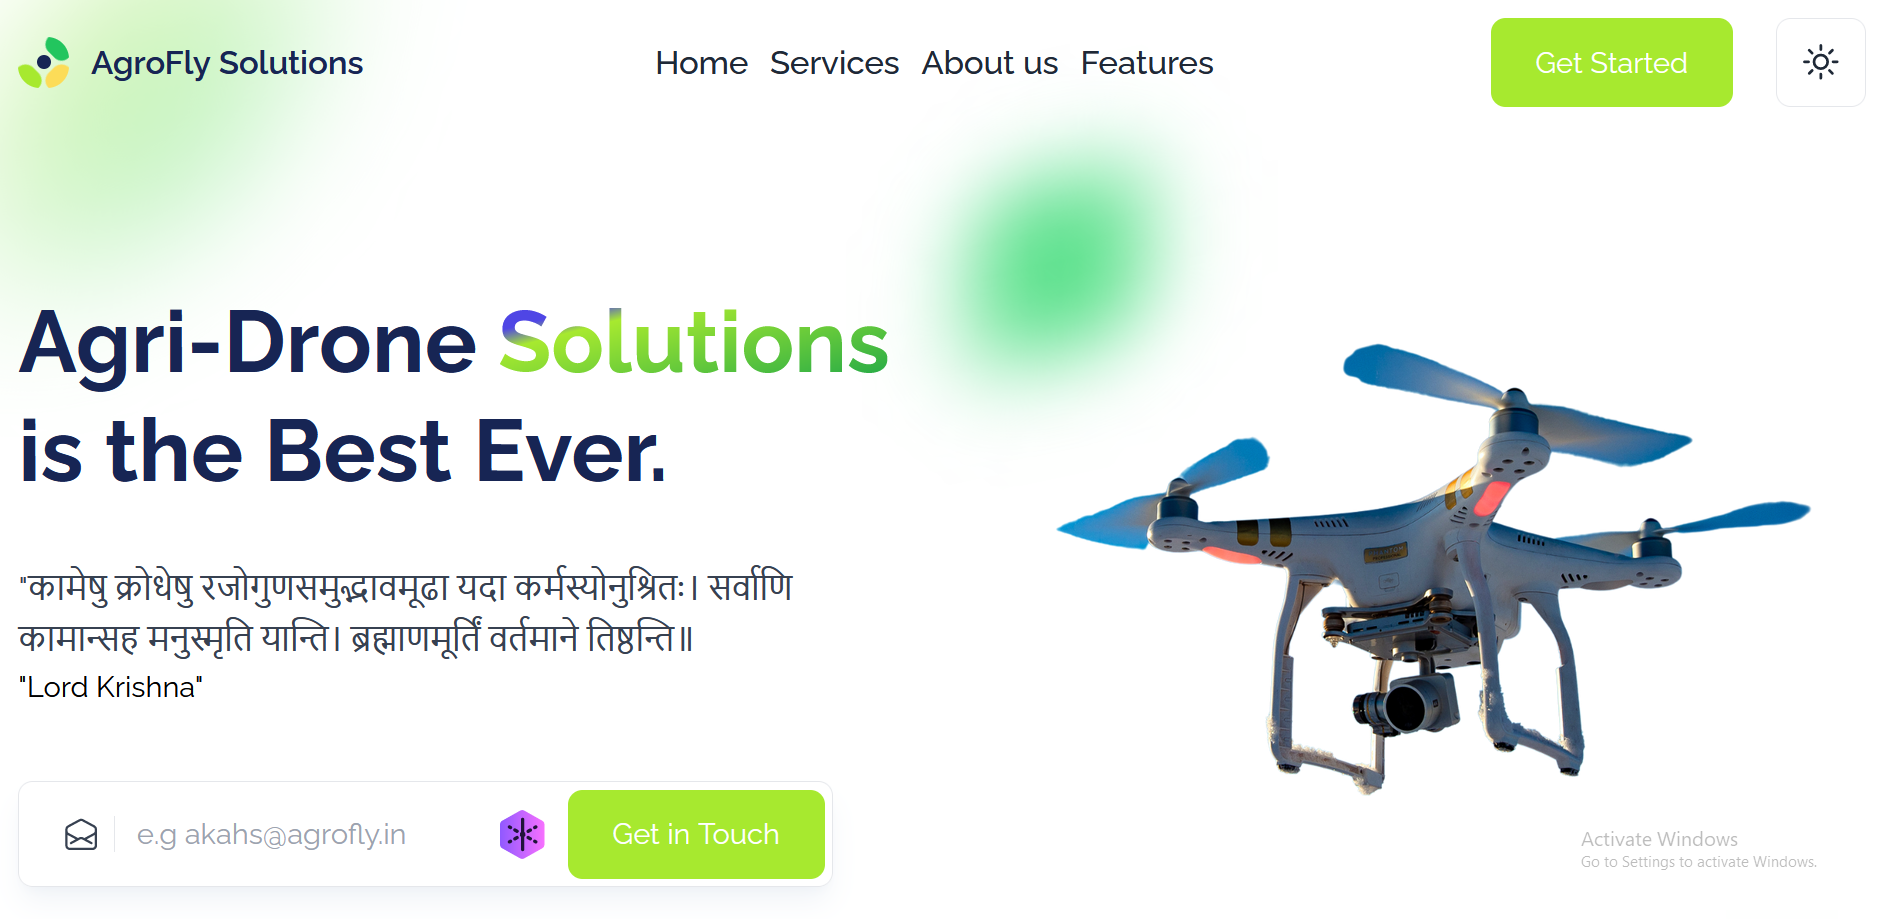 AgroFly Solutions
Home Services About us Features
Get Started
Agri-Drone Solutions
is the Best Ever.
"कामेषु क्रोधेषु रजोगुणसमुद्भावमूढा यदा कर्मस्योनुश्रितः। सर्वाणि
कामान्सह मनुस्मृति यान्ति। ब्रह्माणमूर्तिं वर्तमाने तिष्ठन्ति॥
"Lord Krishna"
e.g akahs@agrofly.in
Get in Touch
Activate Windows
Go to Settings to activate Windows.